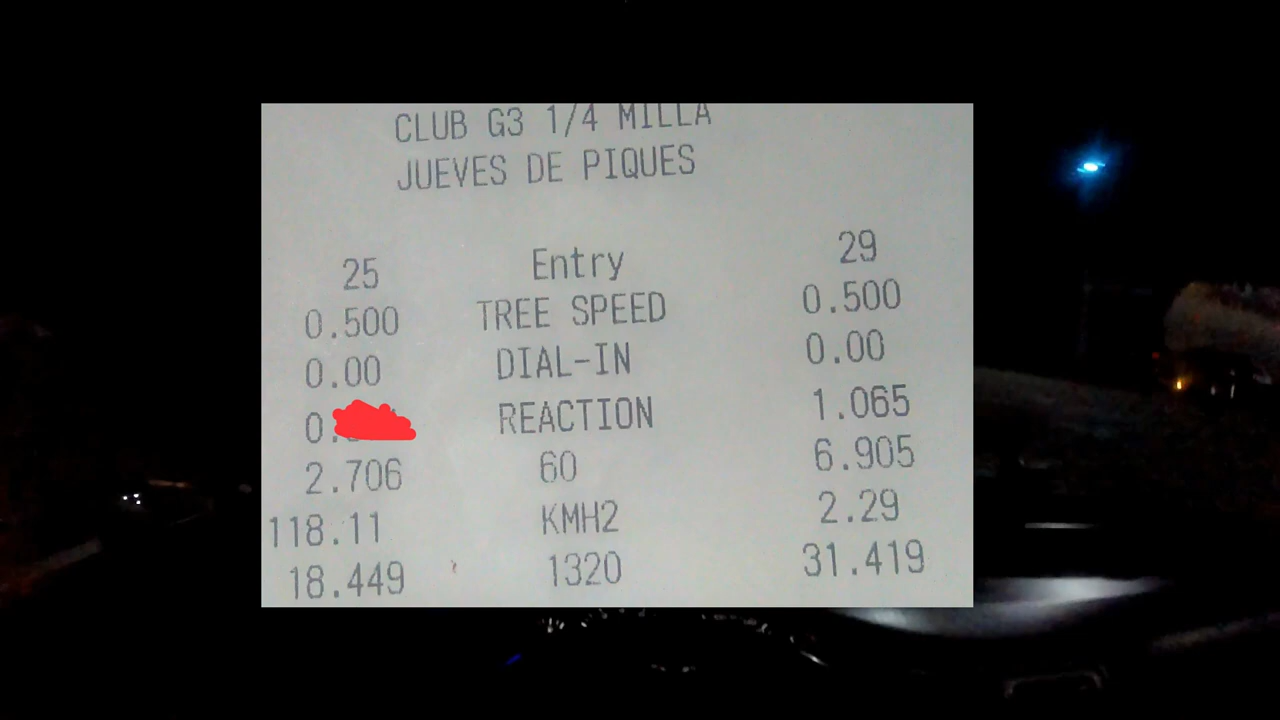 CLUB G3 1/4 MILLA
JUEVES DE PIQUES
25 Entry 29
0.500 TREE SPEED 0.500
0.00 DIAL-IN 0.00
REACTION 1.065
2.706 60 6.905
118.11 KMH2 2.29
18.449 1320 31.419